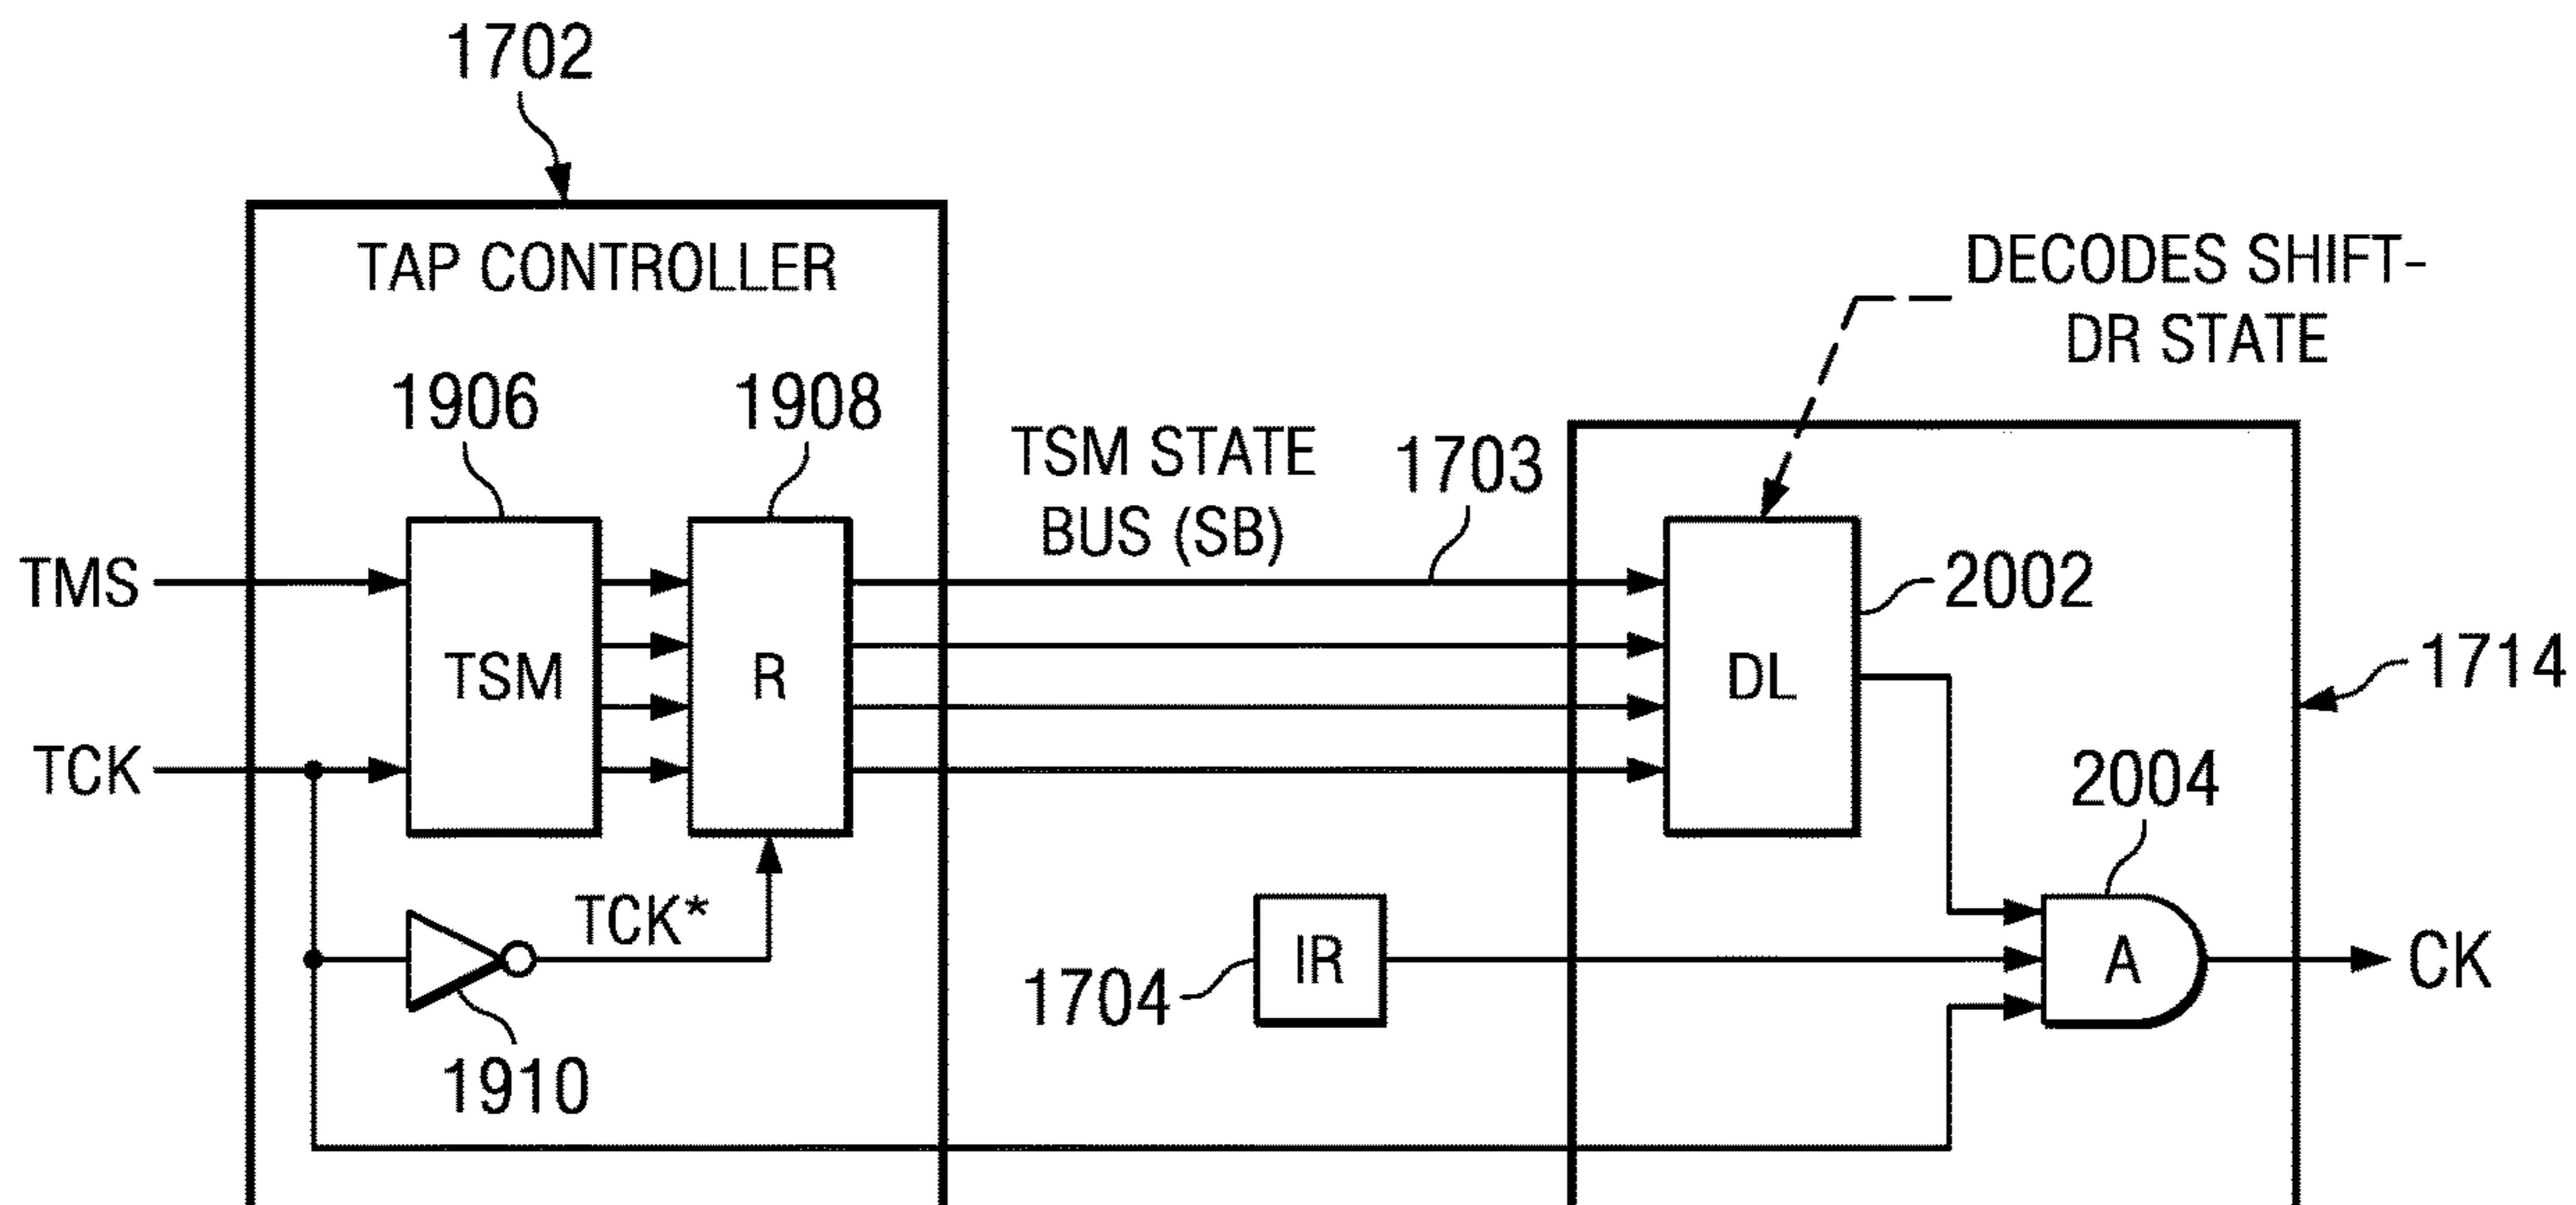 1702
TAP CONTROLLER
DECODES SHIFT-
DR STATE
1906
1908
TSM STATE
BUS (SB)
1703
TMS
TSM
R
DL
2002
1714
TCK
2004
TCK*
IR
A
CK
1704
1910